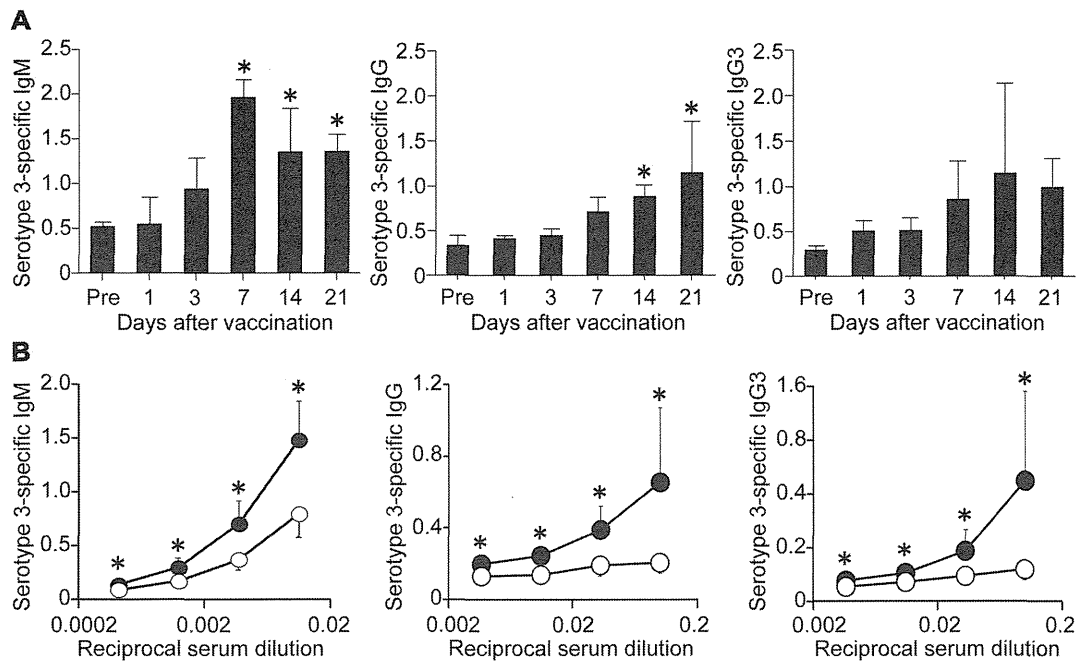 A
Serotype 3-specific IgM
2.5
2.0
1.5
1.0
0.5
0
* * *
Pre 1 3 7 14 21
Days after vaccination
Serotype 3-specific IgG
2.5
2.0
1.5
1.0
0.5
0
* *
Pre 1 3 7 14 21
Days after vaccination
Serotype 3-specific IgG3
2.5
2.0
1.5
1.0
0.5
0
Pre 1 3 7 14 21
Days after vaccination
B
Serotype 3-specific IgM
2.0
1.5
1.0
0.5
0
* * * *
0.0002 0.002 0.02
Reciprocal serum dilution
Serotype 3-specific IgG
1.2
0.8
0.4
0
* * * *
0.002 0.02 0.2
Reciprocal serum dilution
Serotype 3-specific IgG3
1.6
0.8
0.4
0.2
0
* * * *
0.002 0.02 0.2
Reciprocal serum dilution